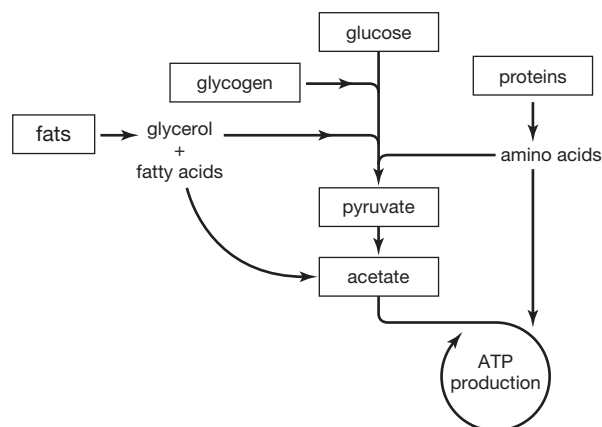 glucose
glycogen
proteins
fats
glycerol
+
fatty acids
amino acids
pyruvate
acetate
ATP
production